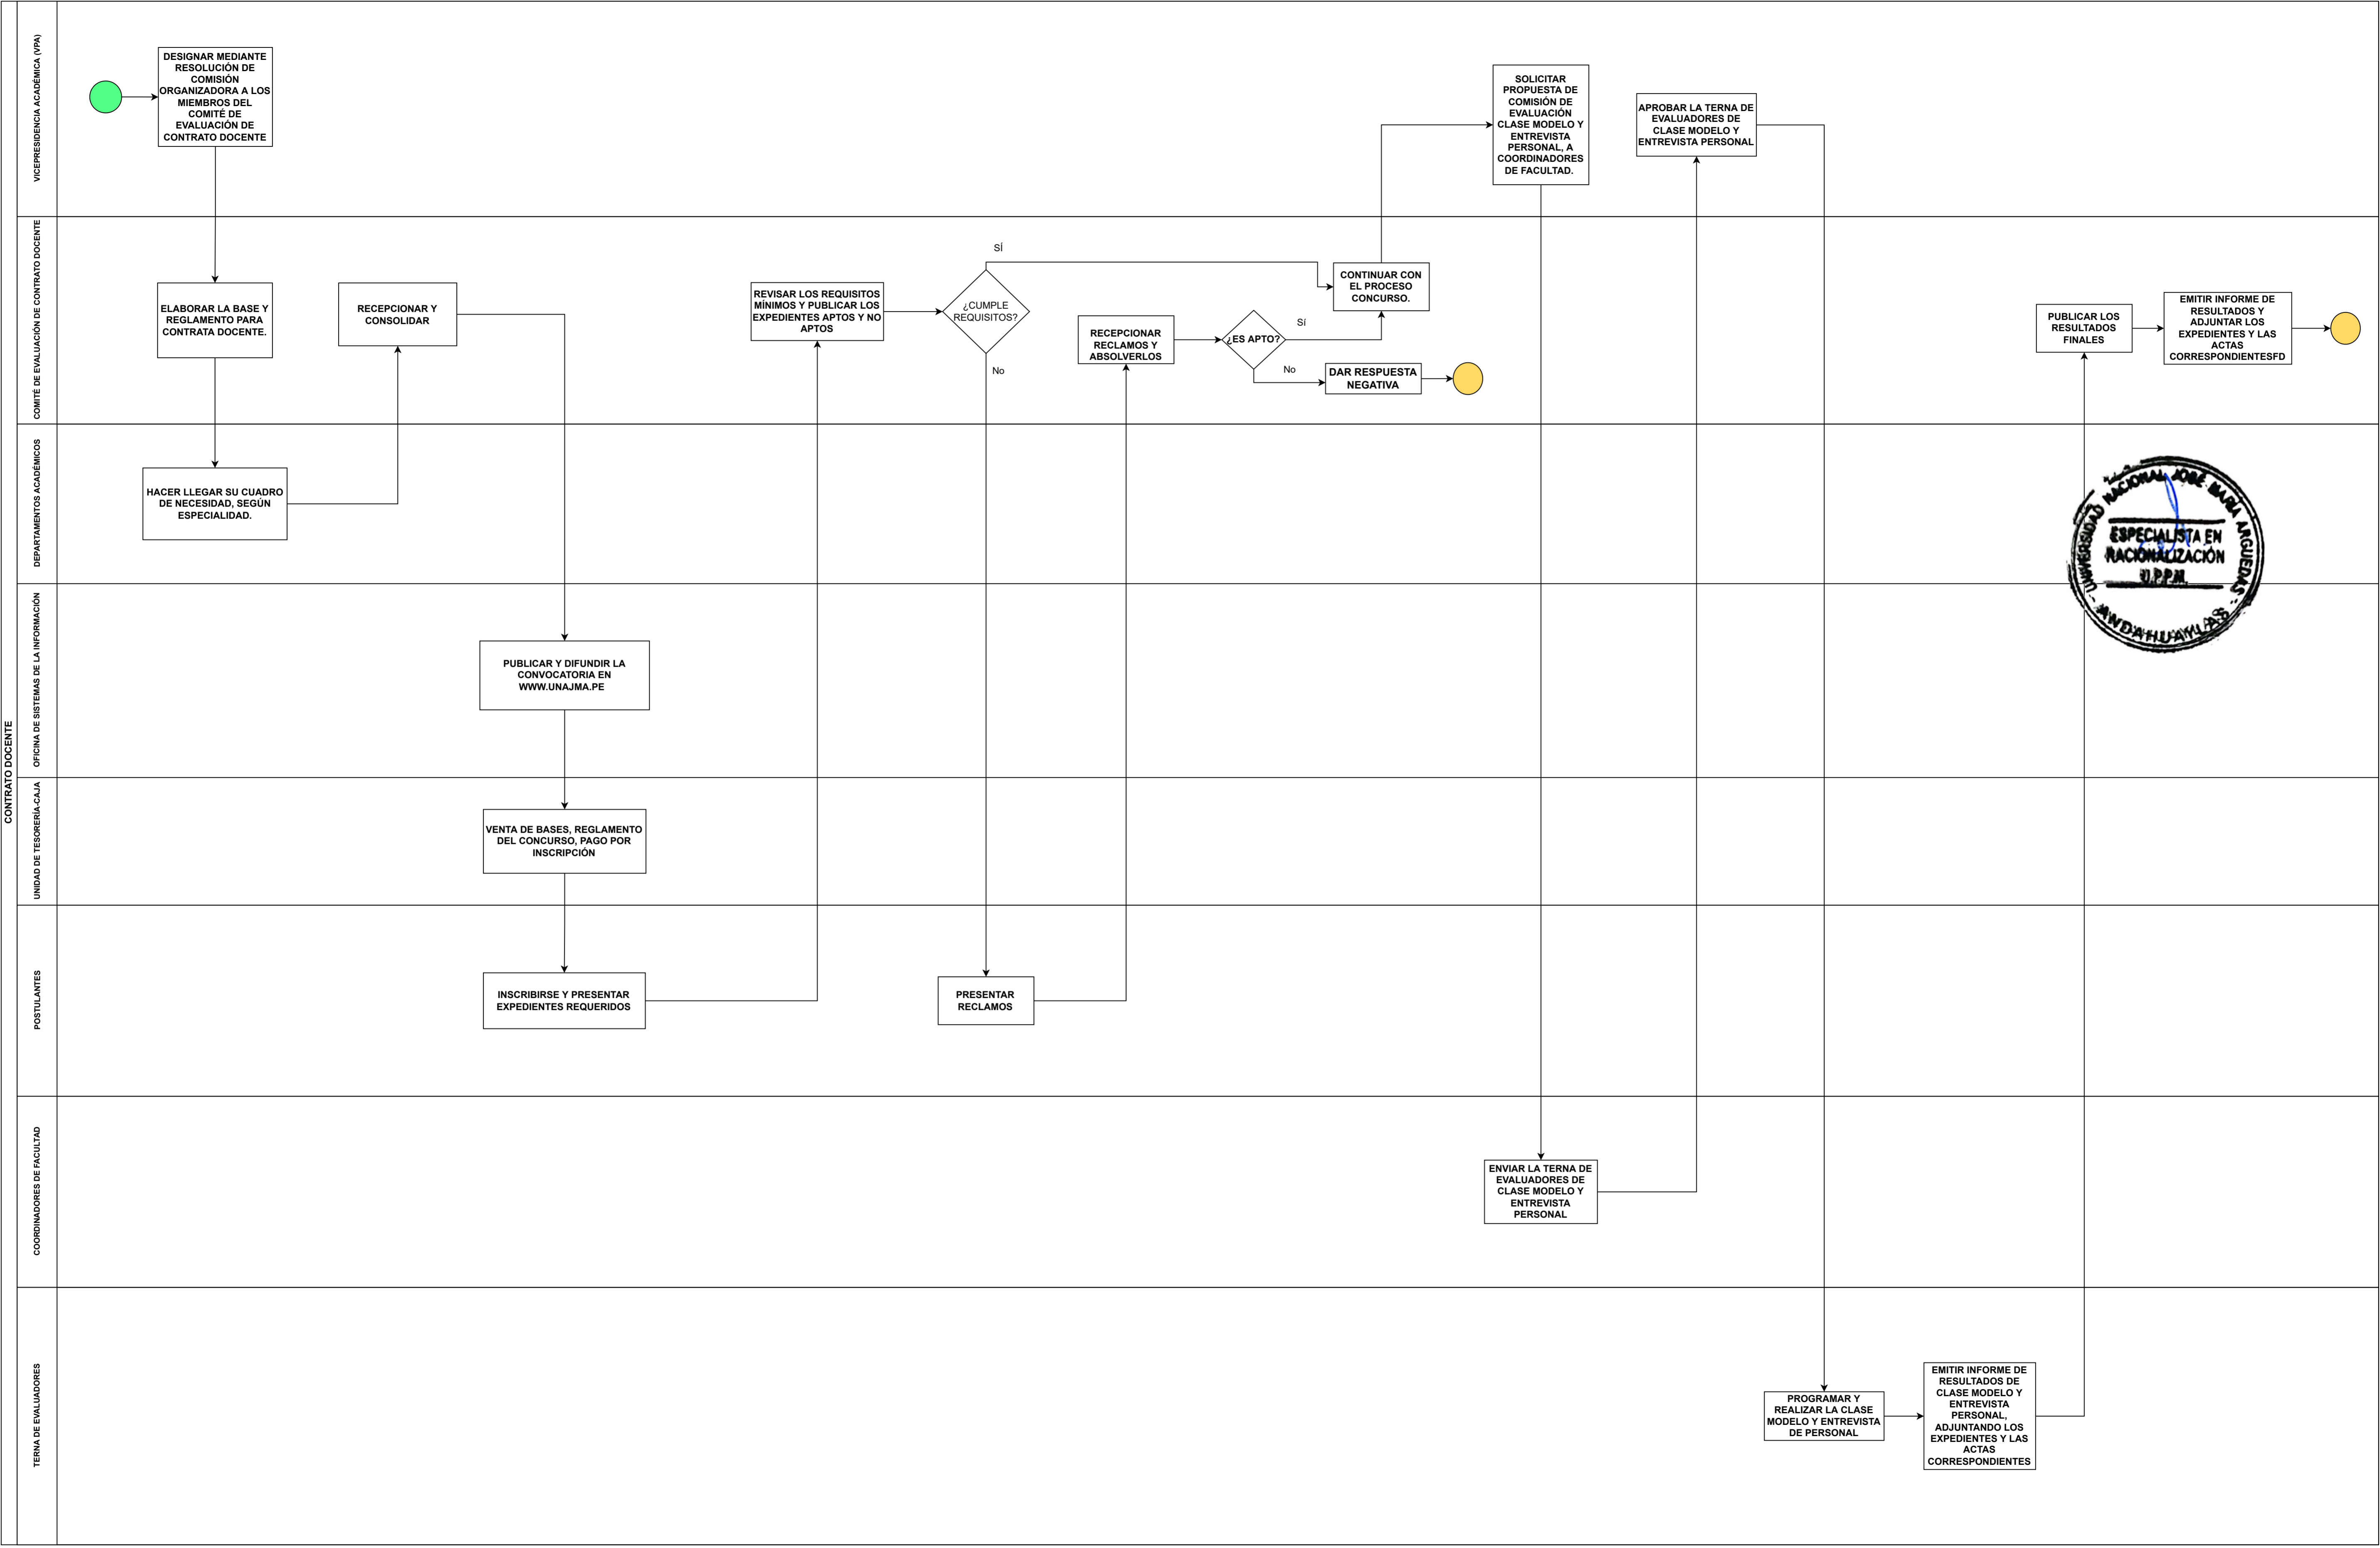 CONTRATO DOCENTE
VICEPRESIDENCIA ACADÉMICA (VPA)
DESIGNAR MEDIANTE
RESOLUCIÓN DE
COMISIÓN
ORGANIZADORA A LOS
MIEMBROS DEL
COMITÉ DE
EVALUACIÓN DE
CONTRATO DOCENTE
SOLICITAR
PROPUESTA DE
COMISIÓN DE
EVALUACIÓN
CLASE MODELO Y
ENTREVISTA
PERSONAL, A
COORDINADORES
DE FACULTAD.
APROBAR LA TERNA DE
EVALUADORES DE
CLASE MODELO Y
ENTREVISTA PERSONAL
COMITÉ DE EVALUACIÓN DE CONTRATO DOCENTE
ELABORAR LA BASE Y
REGLAMENTO PARA
CONTRATA DOCENTE.
RECEPCIONAR Y
CONSOLIDAR
REVISAR LOS REQUISITOS
MÍNIMOS Y PUBLICAR LOS
EXPEDIENTES APTOS Y NO
APTOS
¿CUMPLE
REQUISITOS?
SÍ
No
RECEPCIONAR
RECLAMOS Y
ABSOLVERLOS
¿ES APTO?
Sí
No
CONTINUAR CON
EL PROCESO
CONCURSO.
DAR RESPUESTA
NEGATIVA
PUBLICAR LOS
RESULTADOS
FINALES
EMITIR INFORME DE
RESULTADOS Y
ADJUNTAR LOS
EXPEDIENTES Y LAS
ACTAS
CORRESPONDIENTESFD
DEPARTAMENTOS ACADÉMICOS
HACER LLEGAR SU CUADRO
DE NECESIDAD, SEGÚN
ESPECIALIDAD.
UNIVERSIDAD NACIONAL JOSÉ MARÍA ARGUEDAS
ESPECIALISTA EN
RACIONALIZACIÓN
U.P.P.M.
- ANDAHUAYLAS -
OFICINA DE SISTEMAS DE LA INFORMACIÓN
PUBLICAR Y DIFUNDIR LA
CONVOCATORIA EN
WWW.UNAJMA.PE
UNIDAD DE TESORERÍA-CAJA
VENTA DE BASES, REGLAMENTO
DEL CONCURSO, PAGO POR
INSCRIPCIÓN
POSTULANTES
INSCRIBIRSE Y PRESENTAR
EXPEDIENTES REQUERIDOS
PRESENTAR
RECLAMOS
COORDINADORES DE FACULTAD
ENVIAR LA TERNA DE
EVALUADORES DE
CLASE MODELO Y
ENTREVISTA
PERSONAL
TERNA DE EVALUADORES
PROGRAMAR Y
REALIZAR LA CLASE
MODELO Y ENTREVISTA
DE PERSONAL
EMITIR INFORME DE
RESULTADOS DE
CLASE MODELO Y
ENTREVISTA
PERSONAL,
ADJUNTANDO LOS
EXPEDIENTES Y LAS
ACTAS
CORRESPONDIENTES